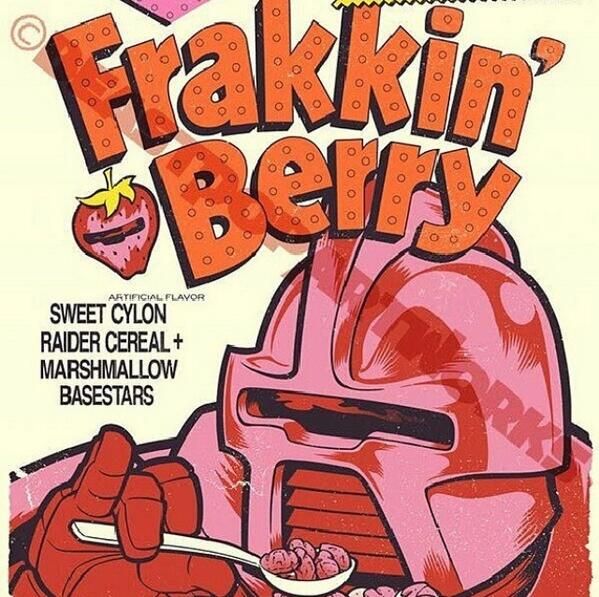 ©
Frakkin'
Berry
ARTIFICIAL FLAVOR
SWEET CYLON
RAIDER CEREAL +
MARSHMALLOW
BASESTARS